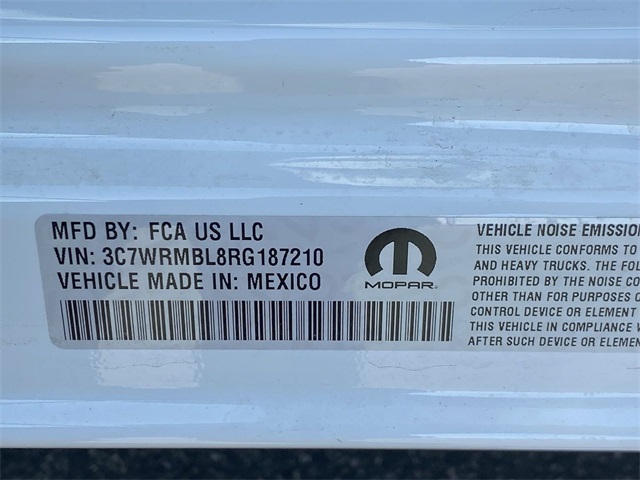 MFD BY: FCA US LLC
VIN: 3C7WRMBL8RG187210
VEHICLE MADE IN: MEXICO
MOPAR
VEHICLE NOISE EMISSION
THIS VEHICLE CONFORMS TO
AND HEAVY TRUCKS. THE FOL
PROHIBITED BY THE NOISE CO
OTHER THAN FOR PURPOSES O
CONTROL DEVICE OR ELEMENT
THIS VEHICLE IN COMPLIANCE W
AFTER SUCH DEVICE OR ELEMEN